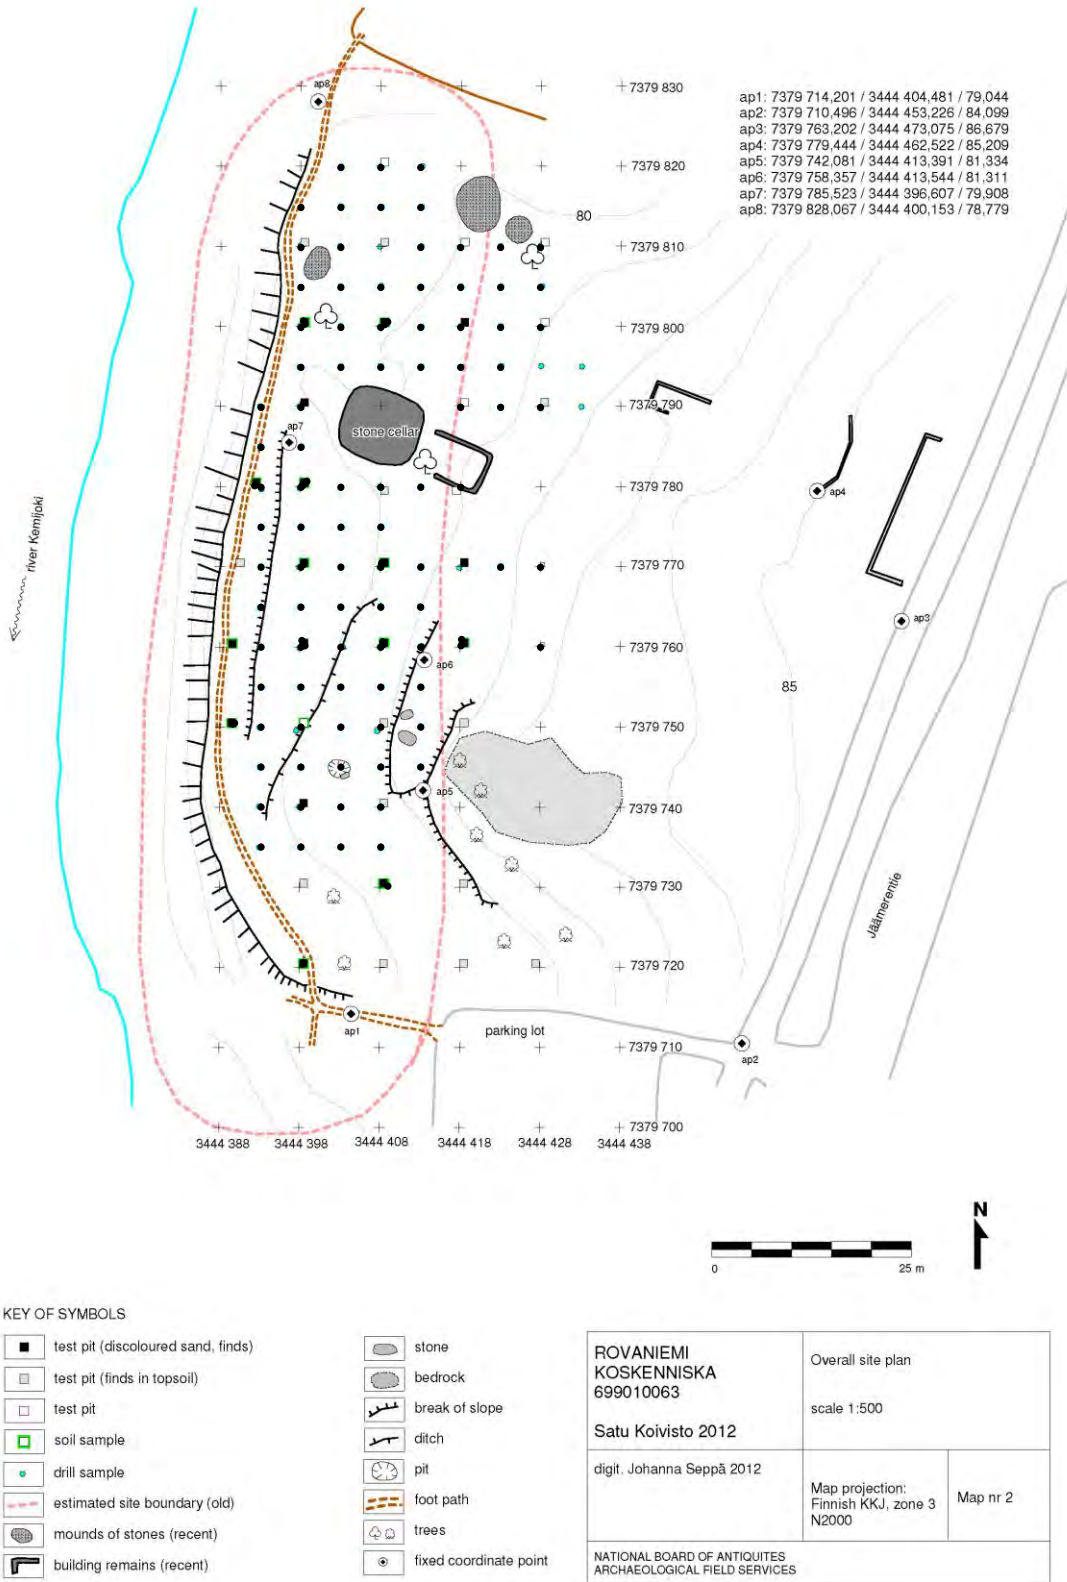 ap8
7379 830
ap1: 7379 714,201 / 3444 404,481 / 79,044
ap2: 7379 710,496 / 3444 453,226 / 84,099
ap3: 7379 763,202 / 3444 473,075 / 86,679
ap4: 7379 779,444 / 3444 462,522 / 85,209
ap5: 7379 742,081 / 3444 413,391 / 81,334
ap6: 7379 758,357 / 3444 413,544 / 81,311
ap7: 7379 785,523 / 3444 396,607 / 79,908
ap8: 7379 828,067 / 3444 400,153 / 78,779
7379 820
80
7379 810
7379 800
7379 790
ap7
stone cellar
7379 780
ap4
river Kemijoki
7379 770
ap3
7379 760
ap6
85
7379 750
ap5
7379 740
7379 730
Jäämerentie
7379 720
ap1
parking lot
7379 710
ap2
7379 700
3444 388
3444 398
3444 408
3444 418
3444 428
3444 438
N
0
25 m
KEY OF SYMBOLS
test pit (discoloured sand, finds)
test pit (finds in topsoil)
test pit
soil sample
drill sample
estimated site boundary (old)
mounds of stones (recent)
building remains (recent)
stone
bedrock
break of slope
ditch
pit
foot path
trees
fixed coordinate point
ROVANIEMI
KOSKENNISKA
699010063
Satu Koivisto 2012
Overall site plan
scale 1:500
digit. Johanna Seppä 2012
Map projection:
Finnish KKJ, zone 3
N2000
Map nr 2
NATIONAL BOARD OF ANTIQUITES
ARCHAEOLOGICAL FIELD SERVICES